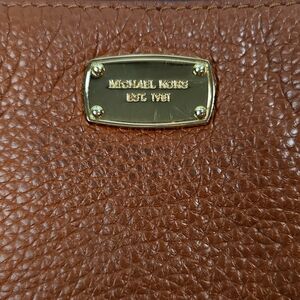 MICHAEL KORS
EST. 1981